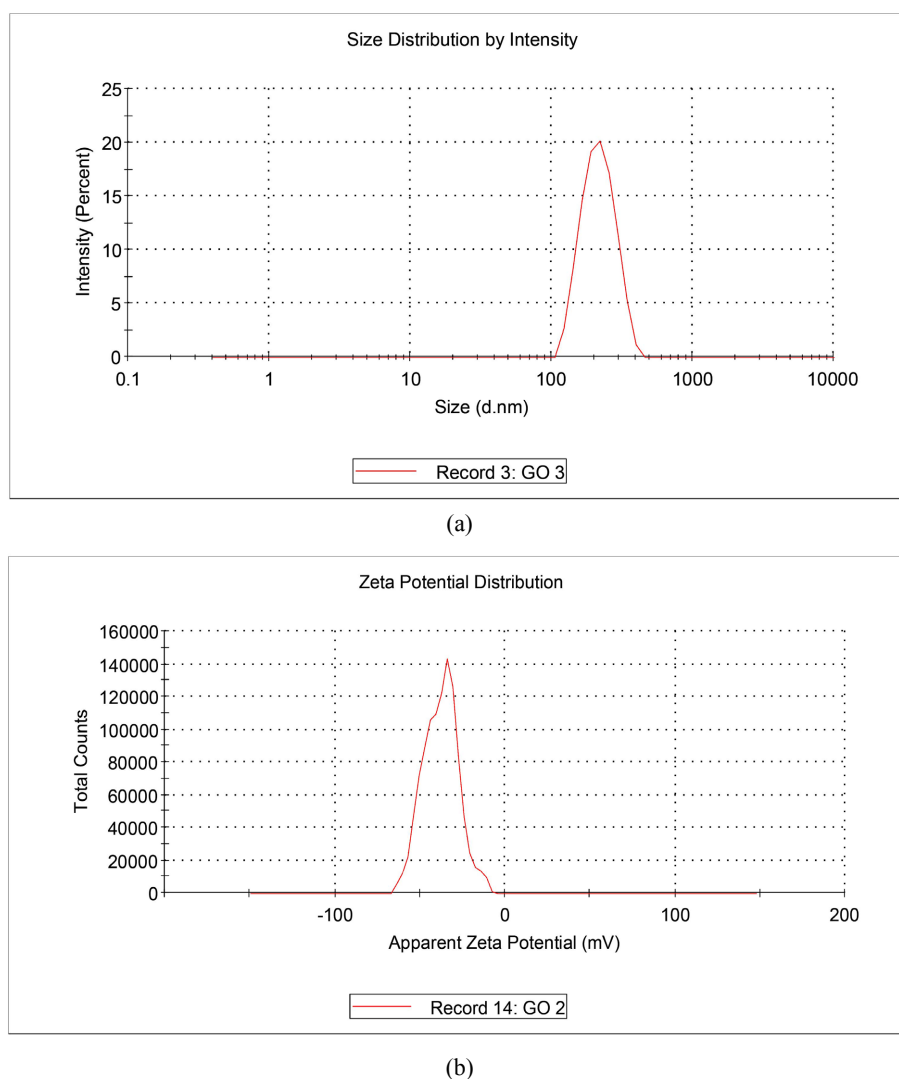 Size Distribution by Intensity
25
20
15
10
5
0
Intensity (Percent)
0.1 1 10 100 1000 10000
Size (d.nm)
Record 3: GO 3
(a)
Zeta Potential Distribution
160000
140000
120000
100000
80000
60000
40000
20000
0
Total Counts
-100 0 100 200
Apparent Zeta Potential (mV)
Record 14: GO 2
(b)